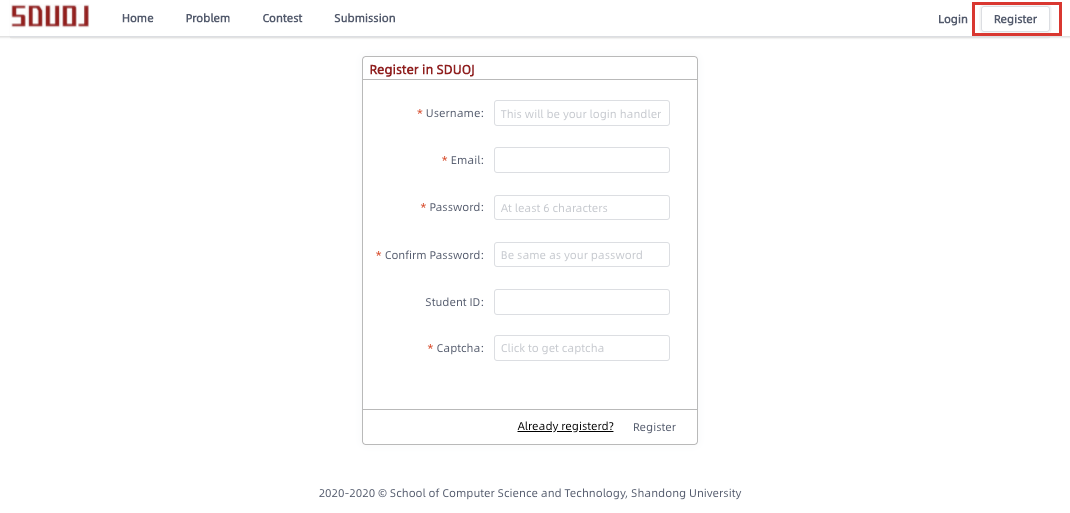 SDUOJ Home Problem Contest Submission Login Register
Register in SDUOJ
* Username: This will be your login handler
* Email:
* Password: At least 6 characters
* Confirm Password: Be same as your password
Student ID:
* Captcha: Click to get captcha
Already registerd? Register
2020-2020 © School of Computer Science and Technology, Shandong University